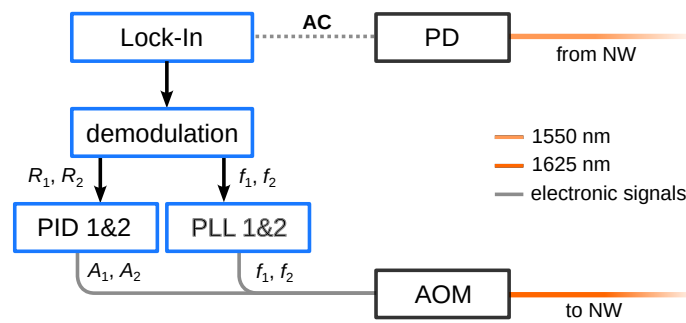 Lock-In
AC
PD
from NW
demodulation
1550 nm
1625 nm
electronic signals
R1, R2
f1, f2
PID 1&2
PLL 1&2
A1, A2
f1, f2
AOM
to NW